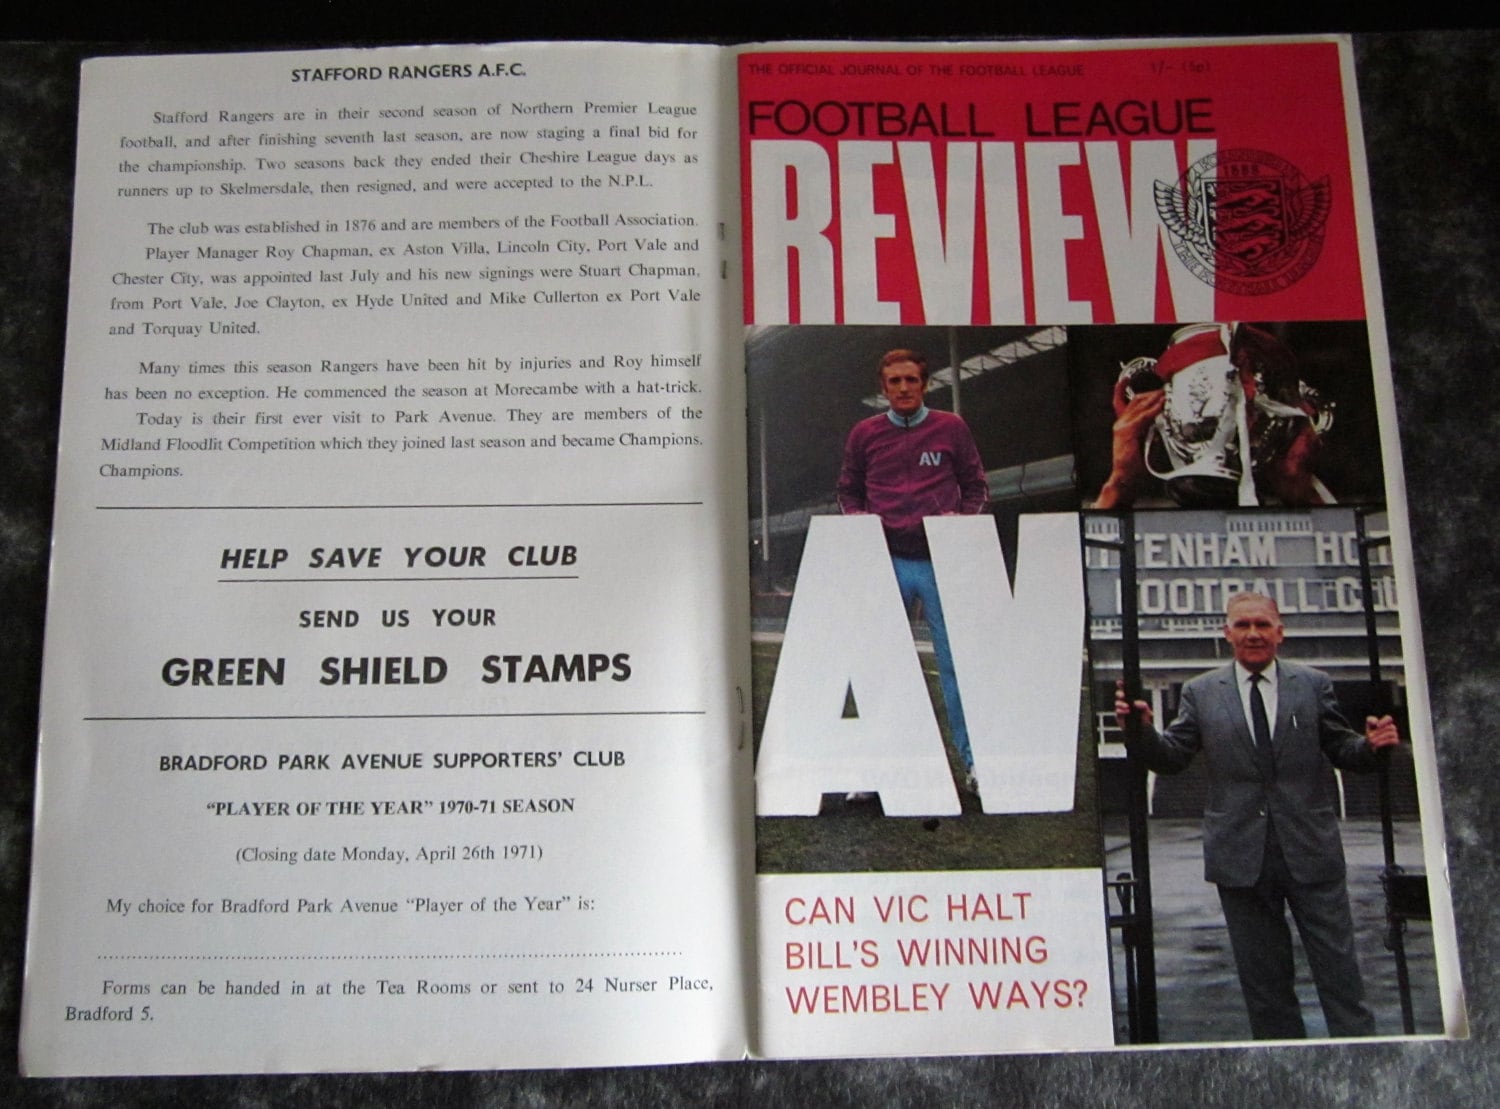 STAFFORD RANGERS A.F.C.
Stafford Rangers are in their second season of Northern Premier League
football, and after finishing seventh last season, are now staging a final bid for
the championship. Two seasons back they ended their Cheshire League days as
runners up to Skelmersdale, then resigned, and were accepted to the N.P.L.
The club was established in 1876 and are members of the Football Association.
Player Manager Roy Chapman, ex Aston Villa, Lincoln City, Port Vale and
Chester City, was appointed last July and his new signings were Stuart Chapman,
from Port Vale, Joe Clayton, ex Hyde United and Mike Cullerton ex Port Vale
and Torquay United.
Many times this season Rangers have been hit by injuries and Roy himself
has been no exception. He commenced the season at Morecambe with a hat-trick.
Today is their first ever visit to Park Avenue. They are members of the
Midland Floodlit Competition which they joined last season and became Champions.
Champions.
HELP SAVE YOUR CLUB
SEND US YOUR
GREEN SHIELD STAMPS
BRADFORD PARK AVENUE SUPPORTERS' CLUB
"PLAYER OF THE YEAR" 1970-71 SEASON
(Closing date Monday, April 26th 1971)
My choice for Bradford Park Avenue "Player of the Year" is:
Forms can be handed in at the Tea Rooms or sent to 24 Nurser Place,
Bradford 5.
THE OFFICIAL JOURNAL OF THE FOOTBALL LEAGUE 1/- (5p)
FOOTBALL LEAGUE
REVIEW
1888
AV
AV
TENHAM HO
FOOTBALL CLU
CAN VIC HALT
BILL'S WINNING
WEMBLEY WAYS?